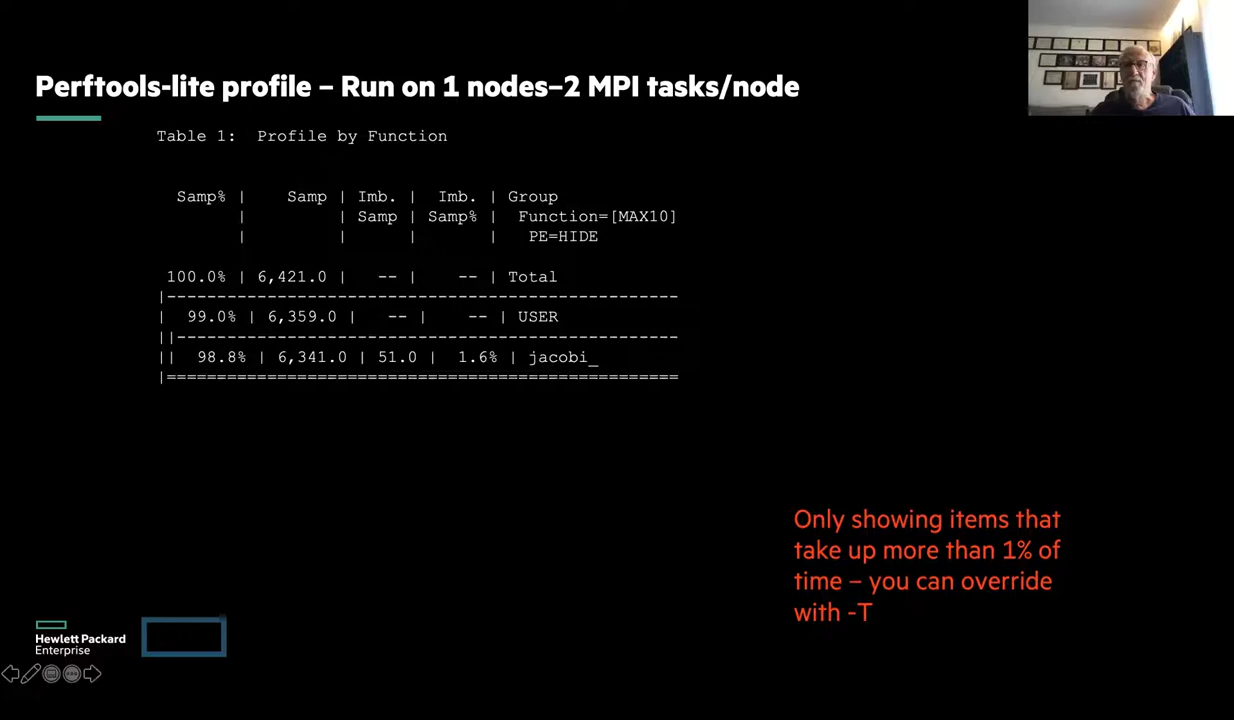 Perftools-lite profile – Run on 1 nodes–2 MPI tasks/node
Table 1:  Profile by Function
Samp% |    Samp | Imb. |  Imb. | Group
      |         | Samp | Samp% |  Function=[MAX10]
      |         |      |       |   PE=HIDE
100.0% | 6,421.0 |   -- |    -- | Total
|---------------------------------------------------
|  99.0% | 6,359.0 |   -- |    -- | USER
||--------------------------------------------------
||  98.8% | 6,341.0 | 51.0 |  1.6% | jacobi_
|===================================================
Only showing items that
take up more than 1% of
time – you can override
with -T
Hewlett Packard
Enterprise